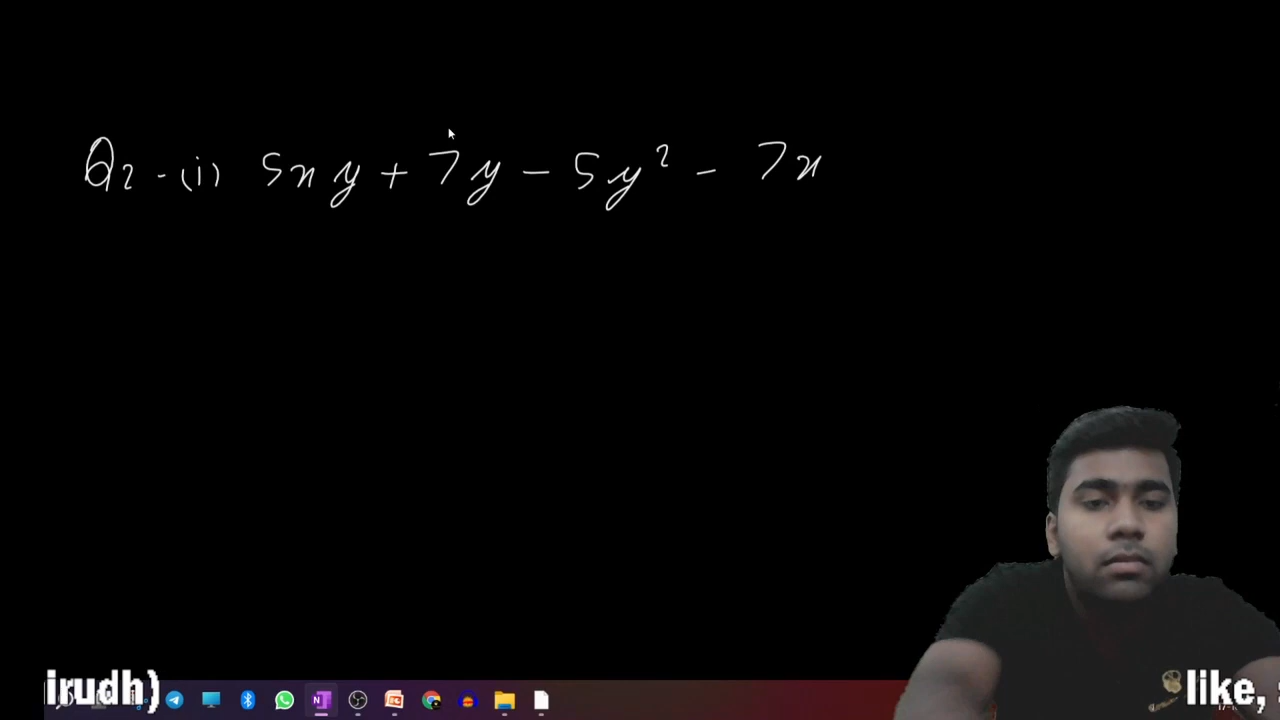 Q2 - (i) 5xy + 7y - 5y² - 7x
irudh) like,